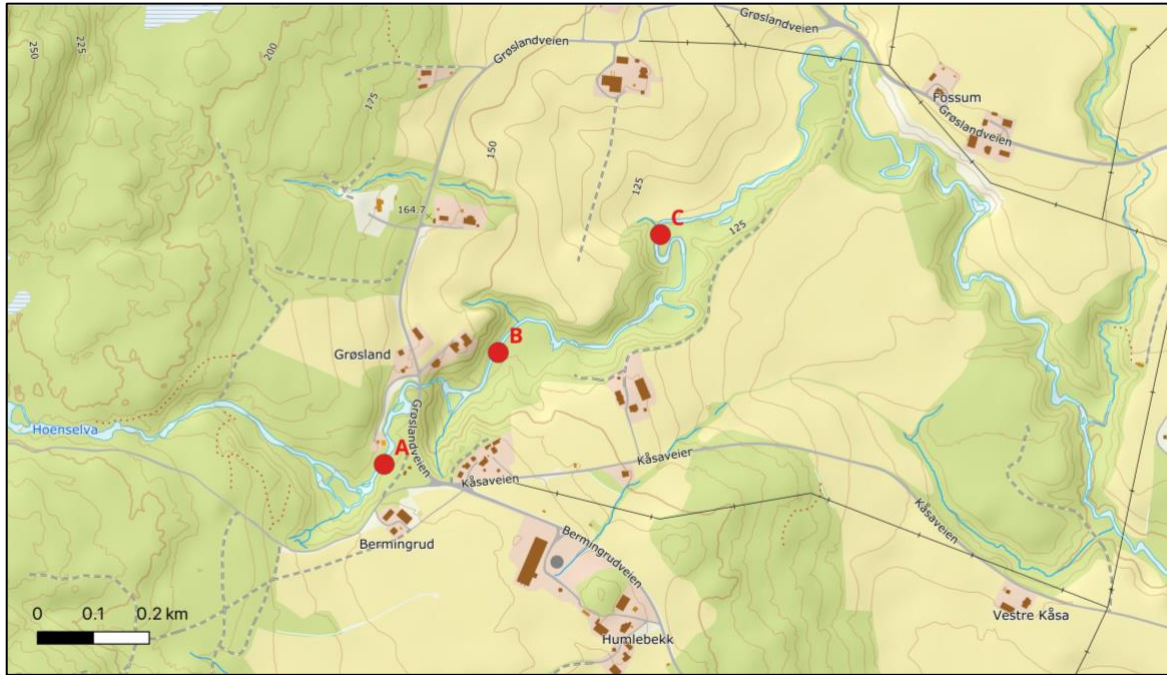 Grøslandveien
250
225
200
Grøslandveien
175
Fossum
Grøslandveien
150
125
164.7
C
125
B
Grøsland
Hoenselva
Grøslandveien
A
Kåsaveier
Kåsaveien
Kåsaveien
Bermingrud
Bermingrudveien
0 0.1 0.2 km
Vestre Kåsa
Humlebekk